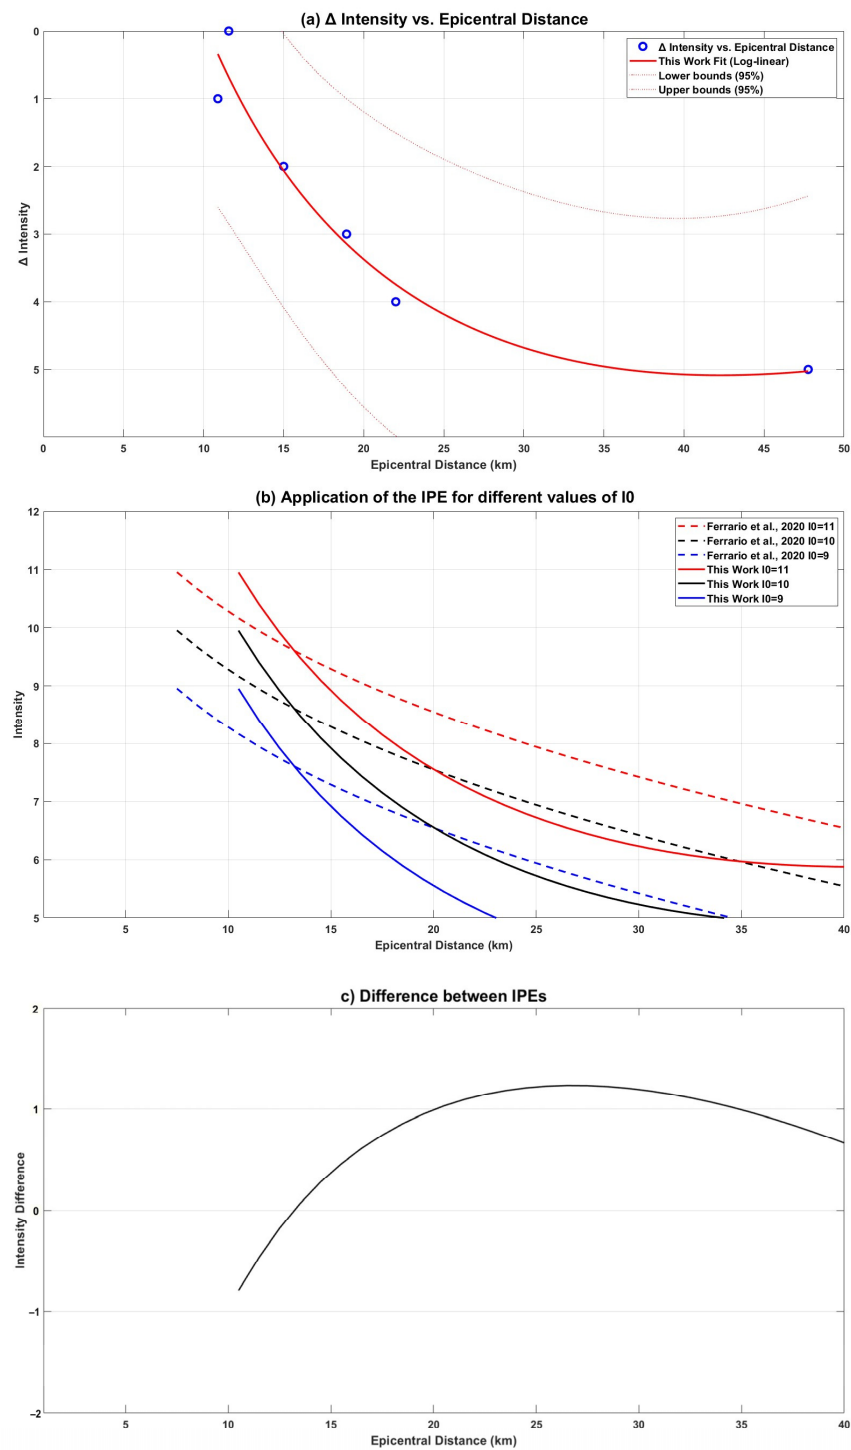 (a) Δ Intensity vs. Epicentral Distance
Δ Intensity vs. Epicentral Distance
This Work Fit (Log-linear)
Lower bounds (95%)
Upper bounds (95%)
0
1
2
3
4
5
Δ Intensity
0 5 10 15 20 25 30 35 40 45 50
Epicentral Distance (km)
(b) Application of the IPE for different values of I0
Ferrario et al., 2020 I0=11
Ferrario et al., 2020 I0=10
Ferrario et al., 2020 I0=9
This Work I0=11
This Work I0=10
This Work I0=9
12
11
10
9
8
7
6
5
Intensity
5 10 15 20 25 30 35 40
Epicentral Distance (km)
c) Difference between IPEs
2
1
0
−1
−2
Intensity Difference
5 10 15 20 25 30 35 40
Epicentral Distance (km)